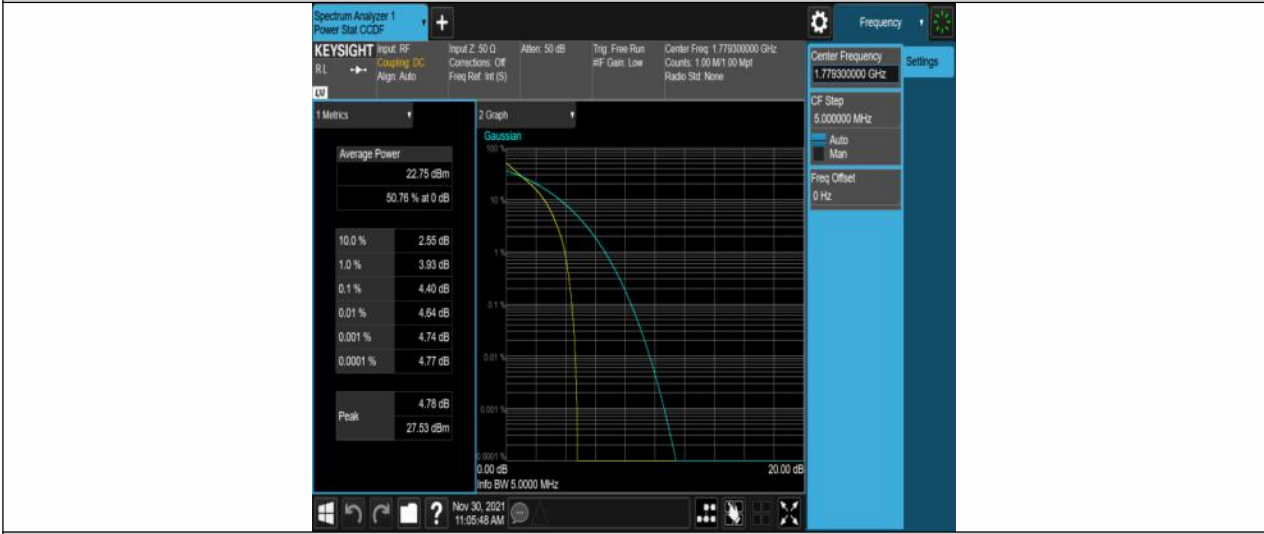 Spectrum Analyzer 1
Power Stat CCDF
+
Frequency
KEYSIGHT
Input: RF
Coupling: DC
Align: Auto
R L
LV
Input Z: 50 Ω
Corrections: Off
Freq Ref: Int (S)
Atten: 50 dB
Trig: Free Run
#IF Gain: Low
Center Freq: 1.779300000 GHz
Counts: 1.00 M/1.00 Mpt
Radio Std: None
Center Frequency
1.779300000 GHz
Settings
CF Step
5.000000 MHz
Auto
Man
Freq Offset
0 Hz
1 Metrics
Average Power
22.75 dBm
50.76 % at 0 dB
10.0 % 2.55 dB
1.0 % 3.93 dB
0.1 % 4.40 dB
0.01 % 4.64 dB
0.001 % 4.74 dB
0.0001 % 4.77 dB
Peak
4.78 dB
27.53 dBm
2 Graph
Gaussian
100 %
10 %
1 %
0.1 %
0.01 %
0.001 %
0.0001 %
0.00 dB 20.00 dB
Info BW 5.0000 MHz
?
Nov 30, 2021
11:05:48 AM